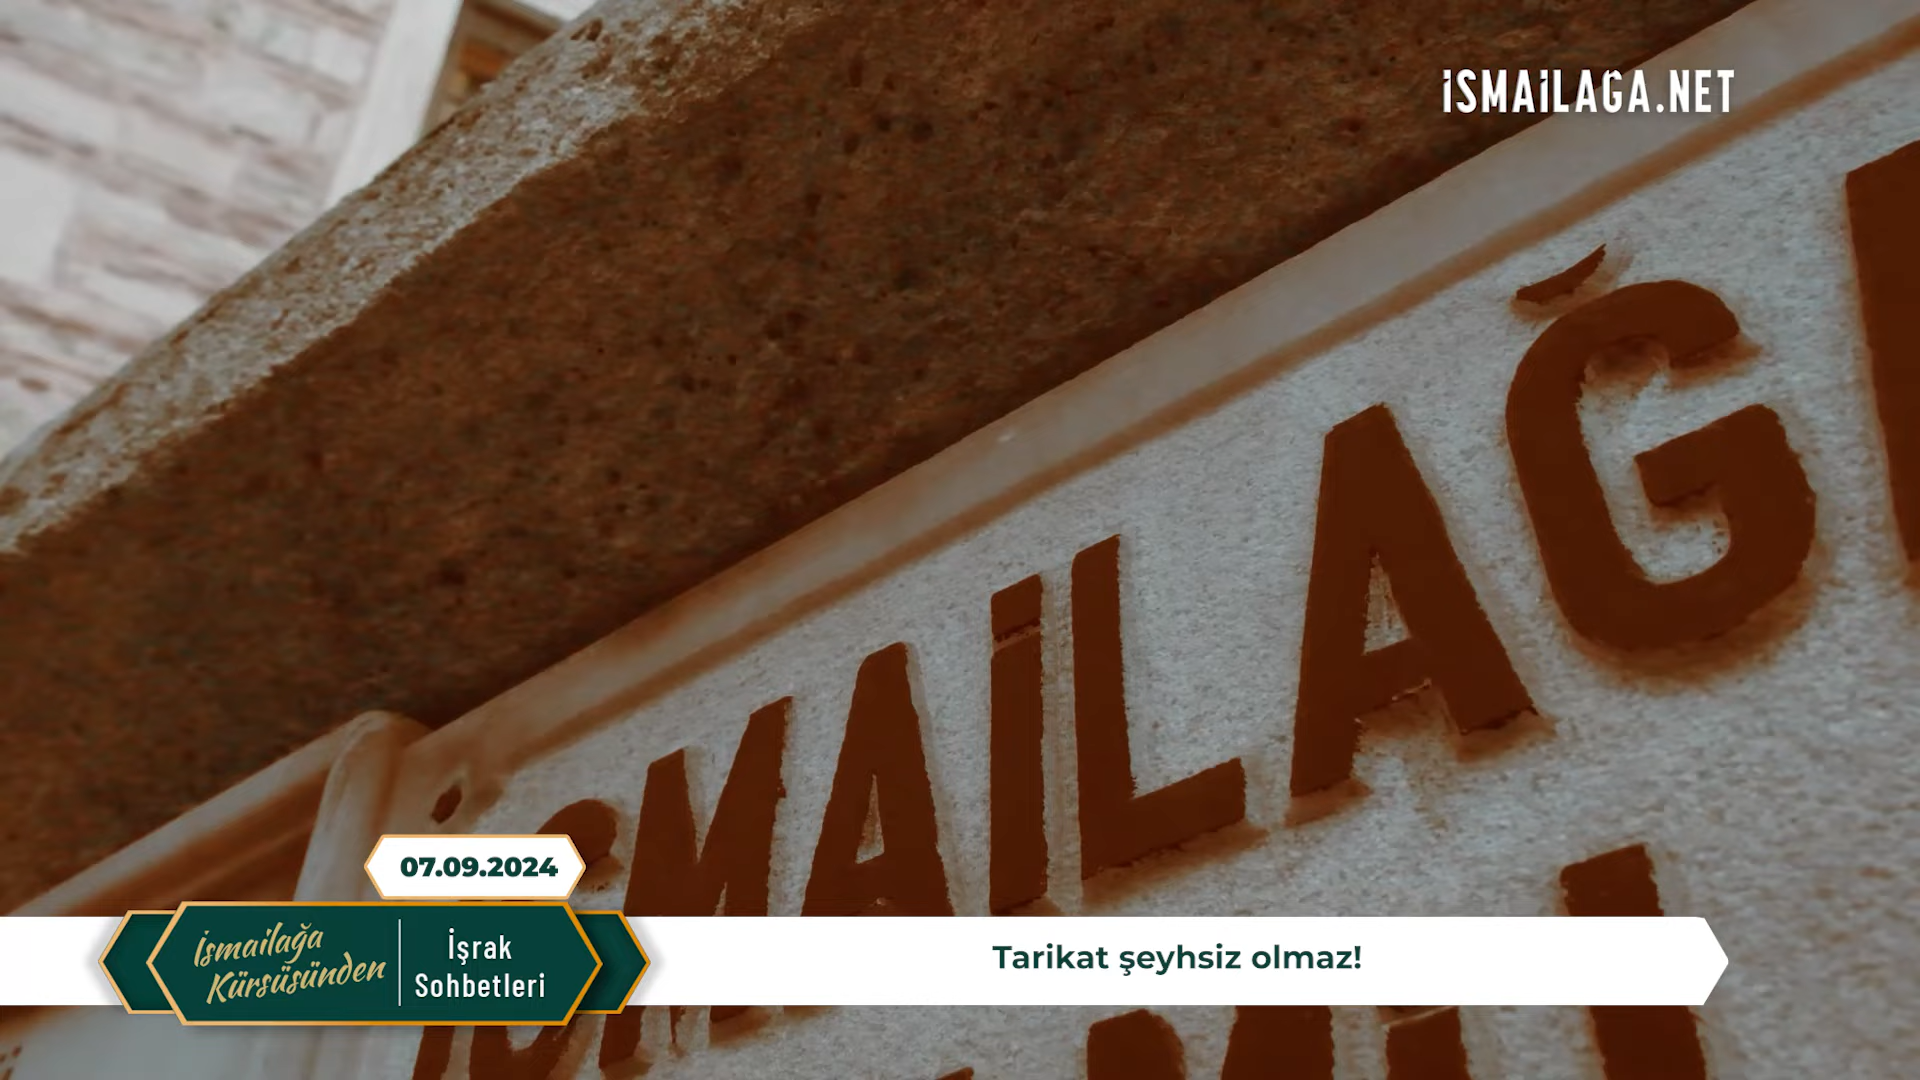 İSMAİLAGA.NET
İSMAİLAĞ
07.09.2024
İsmailağa
Kürsüsünden
İşrak
Sohbetleri
Tarikat şeyhsiz olmaz!